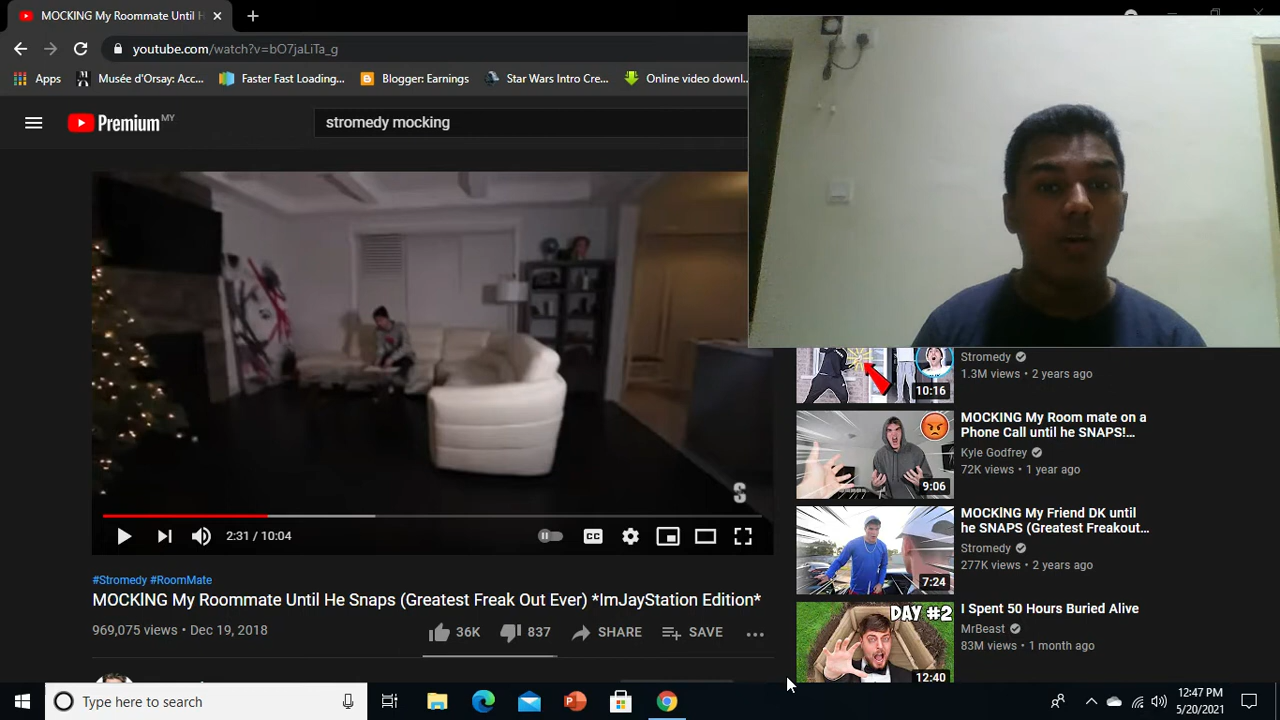 MOCKING My Roommate Until H
youtube.com/watch?v=bO7jaLiTa_g
Apps
Musée d'Orsay: Acc...
Faster Fast Loading...
Blogger: Earnings
Star Wars Intro Cre...
Online video downl...
Premium MY
stromedy mocking
Stromedy
1.3M views • 2 years ago
10:16
MOCKING My Room mate on a
Phone Call until he SNAPS!...
Kyle Godfrey
72K views • 1 year ago
9:06
S
2:31 / 10:04
CC
MOCKING My Friend DK until
he SNAPS (Greatest Freakout...
Stromedy
277K views • 2 years ago
7:24
#Stromedy #RoomMate
MOCKING My Roommate Until He Snaps (Greatest Freak Out Ever) *ImJayStation Edition*
969,075 views • Dec 19, 2018
36K
837
SHARE
SAVE
DAY #2
I Spent 50 Hours Buried Alive
MrBeast
83M views • 1 month ago
12:40
Type here to search
12:47 PM
5/20/2021